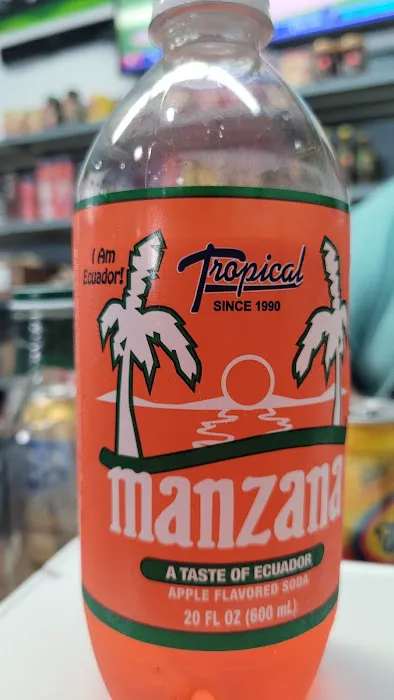 I Am
Ecuador!
Tropical
SINCE 1990
manzana
A TASTE OF ECUADOR
APPLE FLAVORED SODA
20 FL OZ (600 mL)